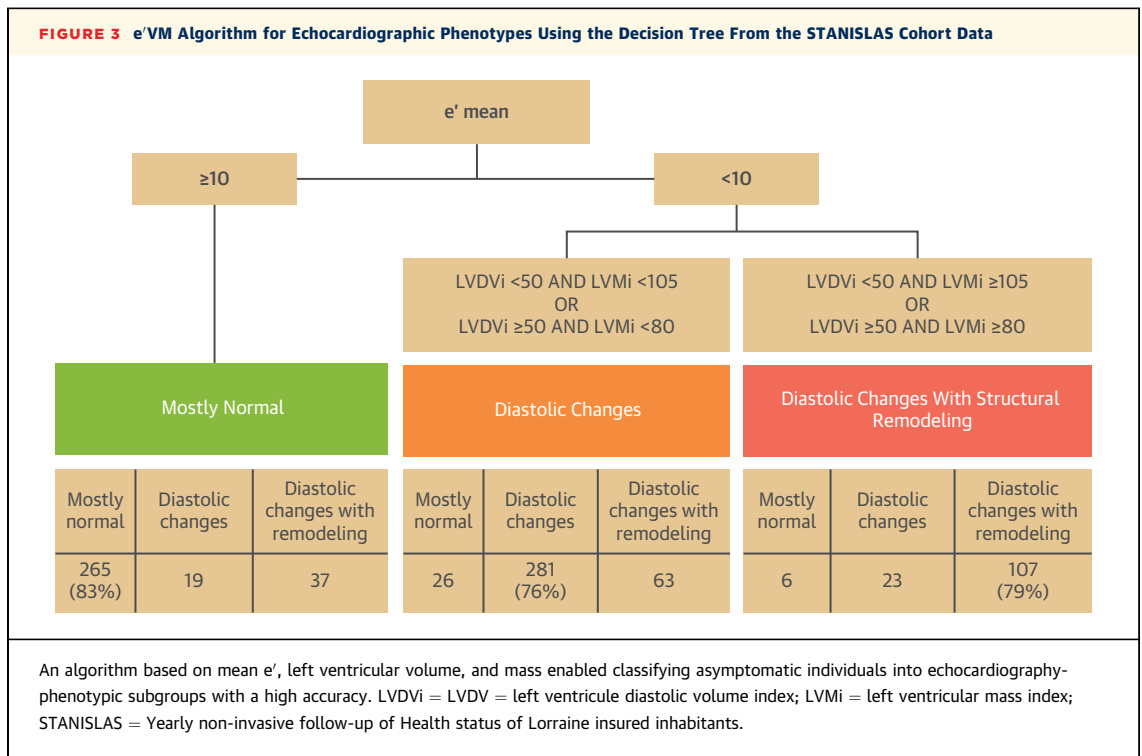 FIGURE 3 e′VM Algorithm for Echocardiographic Phenotypes Using the Decision Tree From the STANISLAS Cohort Data
e' mean
≥10
<10
LVDVi <50 AND LVMi <105
OR
LVDVi ≥50 AND LVMi <80
LVDVi <50 AND LVMi ≥105
OR
LVDVi ≥50 AND LVMi ≥80
Mostly Normal
Diastolic Changes
Diastolic Changes With Structural
Remodeling
Mostly
normal
Diastolic
changes
Diastolic
changes with
remodeling
265
(83%)
19
37
Mostly
normal
Diastolic
changes
Diastolic
changes with
remodeling
26
281
(76%)
63
Mostly
normal
Diastolic
changes
Diastolic
changes with
remodeling
6
23
107
(79%)
An algorithm based on mean e′, left ventricular volume, and mass enabled classifying asymptomatic individuals into echocardiography-
phenotypic subgroups with a high accuracy. LVDVi = LVDV = left ventricule diastolic volume index; LVMi = left ventricular mass index;
STANISLAS = Yearly non-invasive follow-up of Health status of Lorraine insured inhabitants.